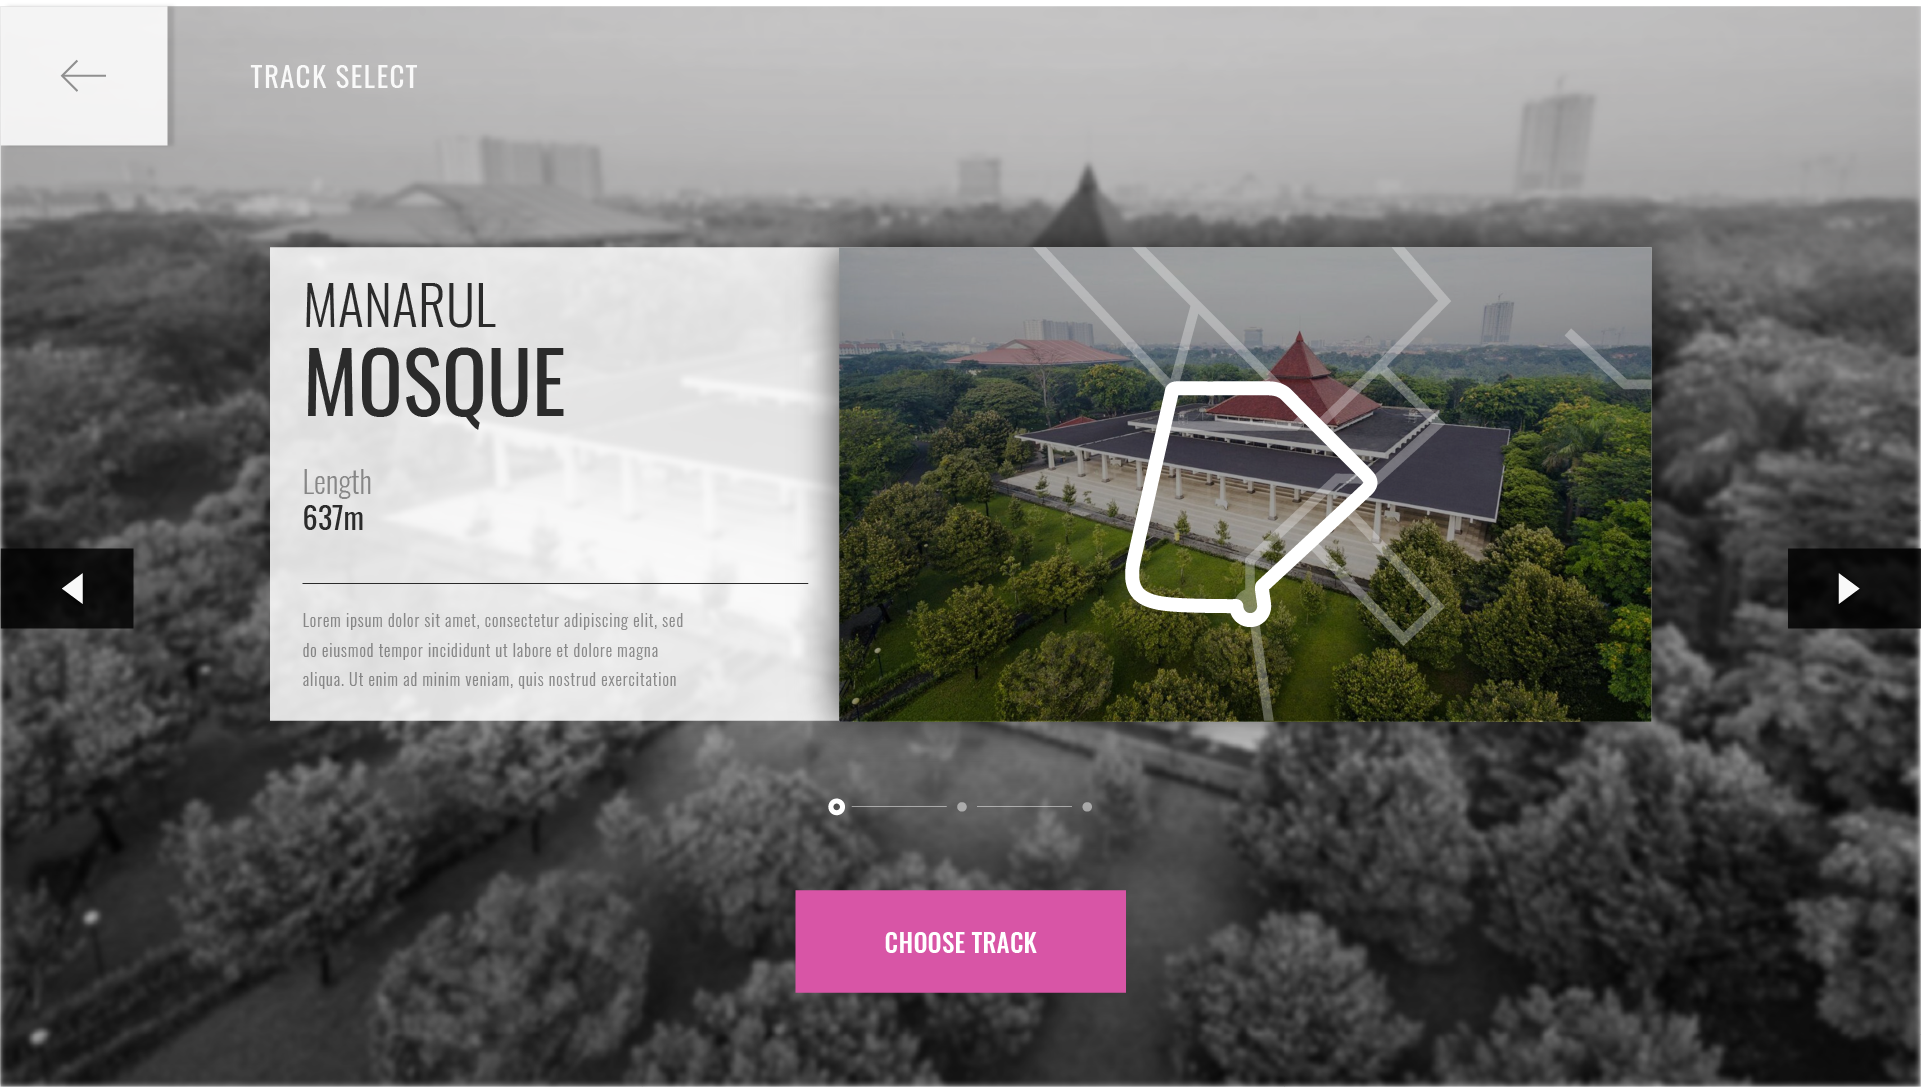 TRACK SELECT
MANARUL
MOSQUE
Length
637m
Lorem ipsum dolor sit amet, consectetur adipiscing elit, sed
do eiusmod tempor incididunt ut labore et dolore magna
aliqua. Ut enim ad minim veniam, quis nostrud exercitation
CHOOSE TRACK